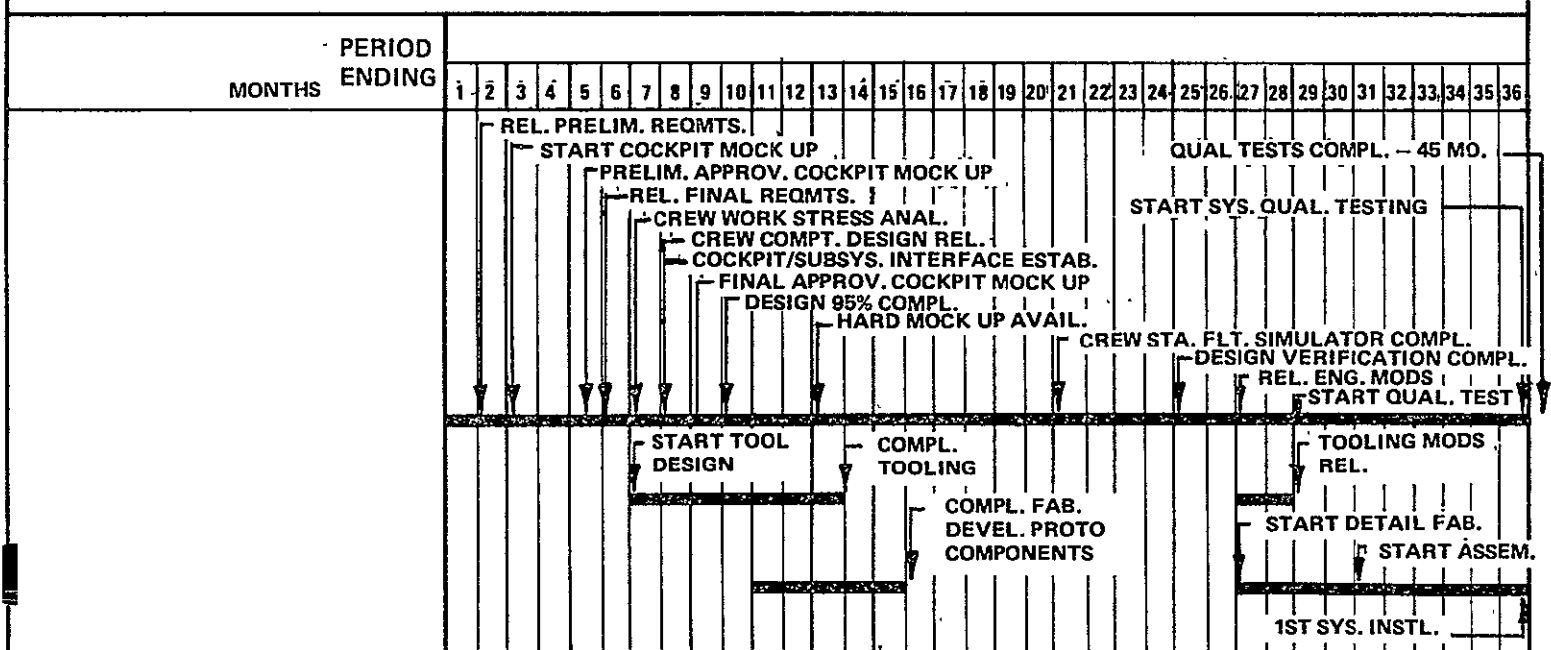 PERIOD
MONTHS ENDING
1 2 3 4 5 6 7 8 9 10 11 12 13 14 15 16 17 18 19 20 21 22 23 24 25 26 27 28 29 30 31 32 33 34 35 36
REL. PRELIM. REQMTS.
START COCKPIT MOCK UP
QUAL TESTS COMPL. – 45 MO.
PRELIM. APPROV. COCKPIT MOCK UP
REL. FINAL REQMTS.
START SYS. QUAL. TESTING
CREW WORK STRESS ANAL.
CREW COMPT. DESIGN REL.
COCKPIT/SUBSYS. INTERFACE ESTAB.
FINAL APPROV. COCKPIT MOCK UP
DESIGN 95% COMPL.
HARD MOCK UP AVAIL.
CREW STA. FLT. SIMULATOR COMPL.
DESIGN VERIFICATION COMPL.
REL. ENG. MODS
START QUAL. TEST
START TOOL
DESIGN
COMPL.
TOOLING
TOOLING MODS
REL.
COMPL. FAB.
DEVEL. PROTO
COMPONENTS
START DETAIL FAB.
START ASSEM.
1ST SYS. INSTL.